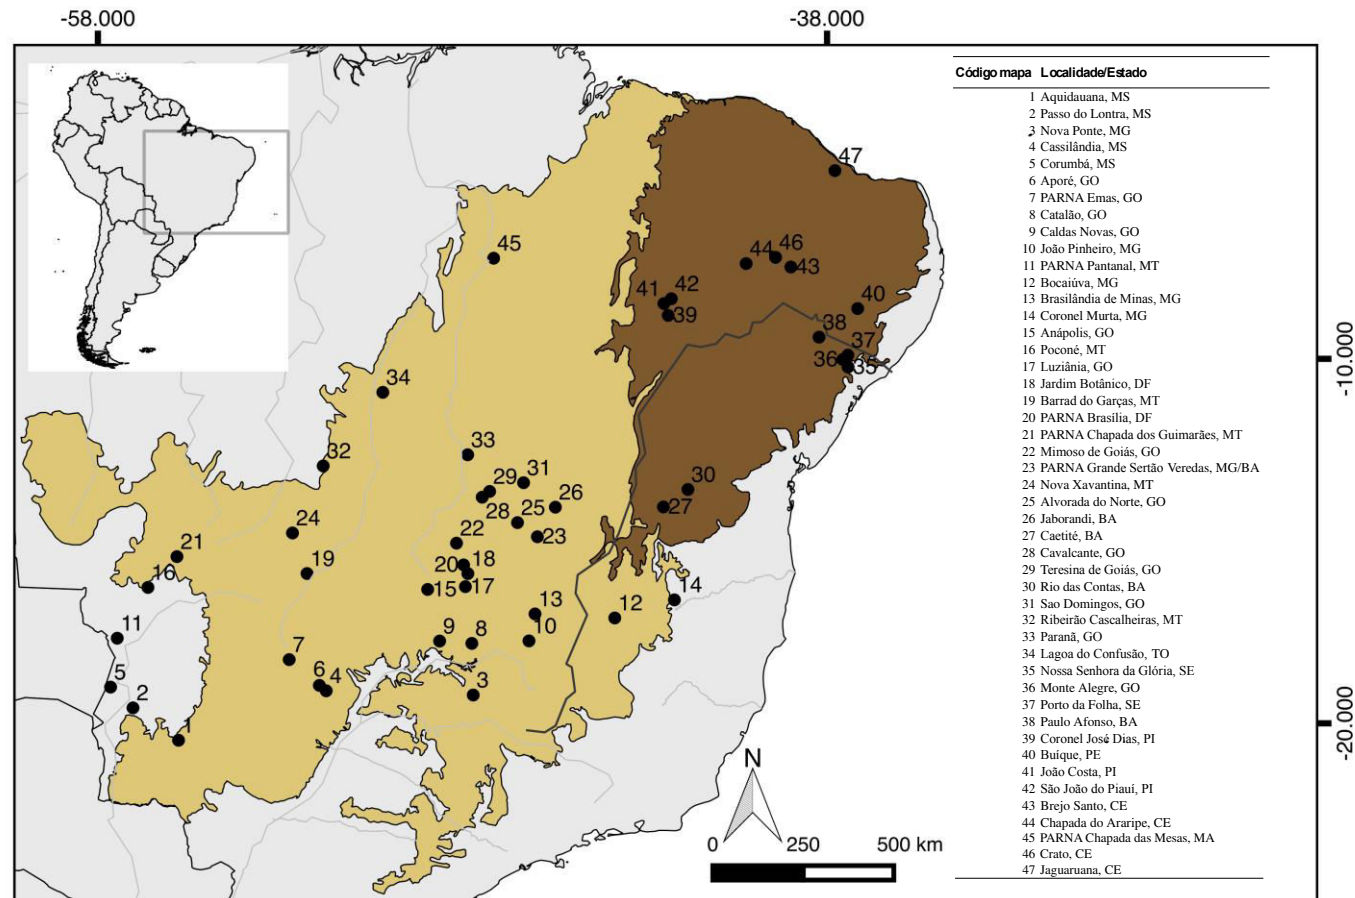 -58.000
-38.000
Código mapa Localidade/Estado
1 Aquidauana, MS
2 Passo do Lontra, MS
3 Nova Ponte, MG
4 Cassilândia, MS
5 Corumbá, MS
6 Aporé, GO
7 PARNA Emas, GO
8 Catalão, GO
9 Caldas Novas, GO
10 João Pinheiro, MG
11 PARNA Pantanal, MT
12 Bocaiúva, MG
13 Brasilândia de Minas, MG
14 Coronel Murta, MG
15 Anápolis, GO
16 Poconé, MT
17 Luziânia, GO
18 Jardim Botânico, DF
19 Barrad do Garças, MT
20 PARNA Brasília, DF
21 PARNA Chapada dos Guimarães, MT
22 Mimoso de Goiás, GO
23 PARNA Grande Sertão Veredas, MG/BA
24 Nova Xavantina, MT
25 Alvorada do Norte, GO
26 Jaborandi, BA
27 Caetité, BA
28 Cavalcante, GO
29 Teresina de Goiás, GO
30 Rio das Contas, BA
31 Sao Domingos, GO
32 Ribeirão Cascalheiras, MT
33 Paranã, GO
34 Lagoa do Confusão, TO
35 Nossa Senhora da Glória, SE
36 Monte Alegre, GO
37 Porto da Folha, SE
38 Paulo Afonso, BA
39 Coronel José Dias, PI
40 Buíque, PE
41 João Costa, PI
42 São João do Piauí, PI
43 Brejo Santo, CE
44 Chapada do Araripe, CE
45 PARNA Chapada das Mesas, MA
46 Crato, CE
47 Jaguaruana, CE
47
45
44
46
43
41
42
39
40
38
37
36
35
34
33
32
31
29
30
28
26
27
25
24
23
22
21
20
18
19
16
15
17
14
13
12
11
10
9
8
7
6
4
5
3
2
1
-10.000
-20.000
N
0 250 500 km